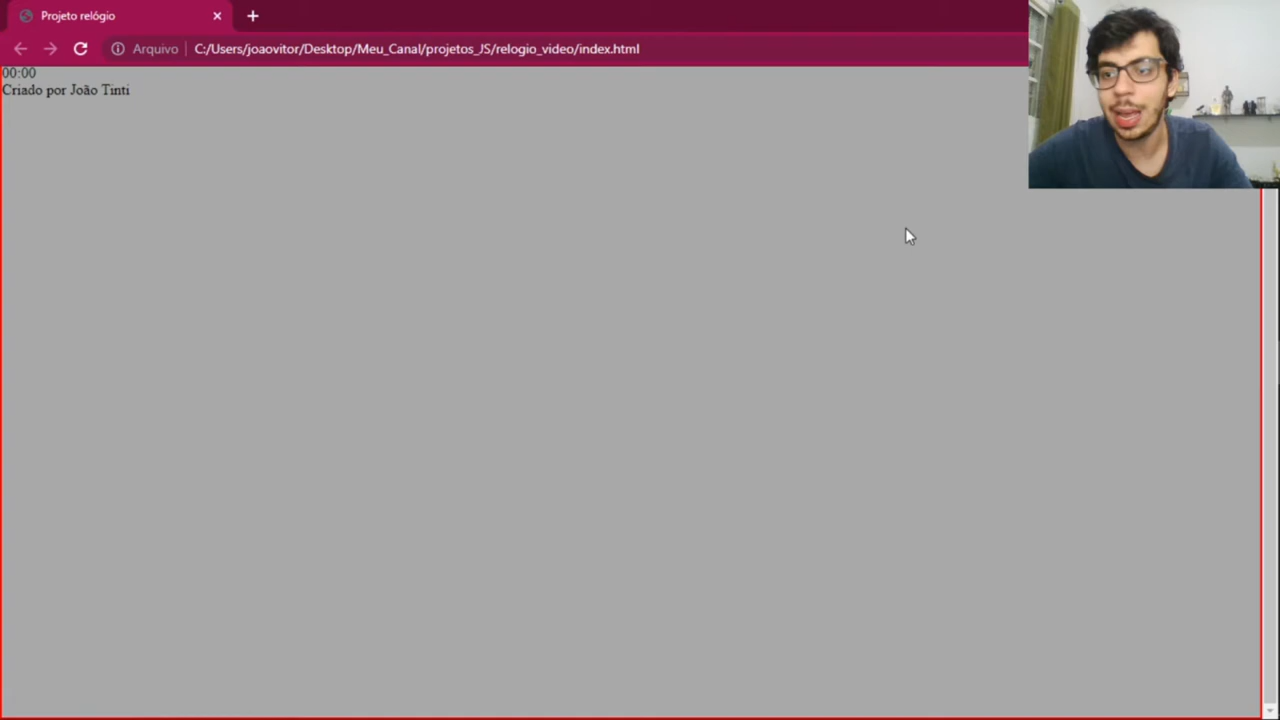 Projeto relógio
Arquivo C:/Users/joaovitor/Desktop/Meu_Canal/projetos_JS/relogio_video/index.html
00:00
Criado por João Tinti